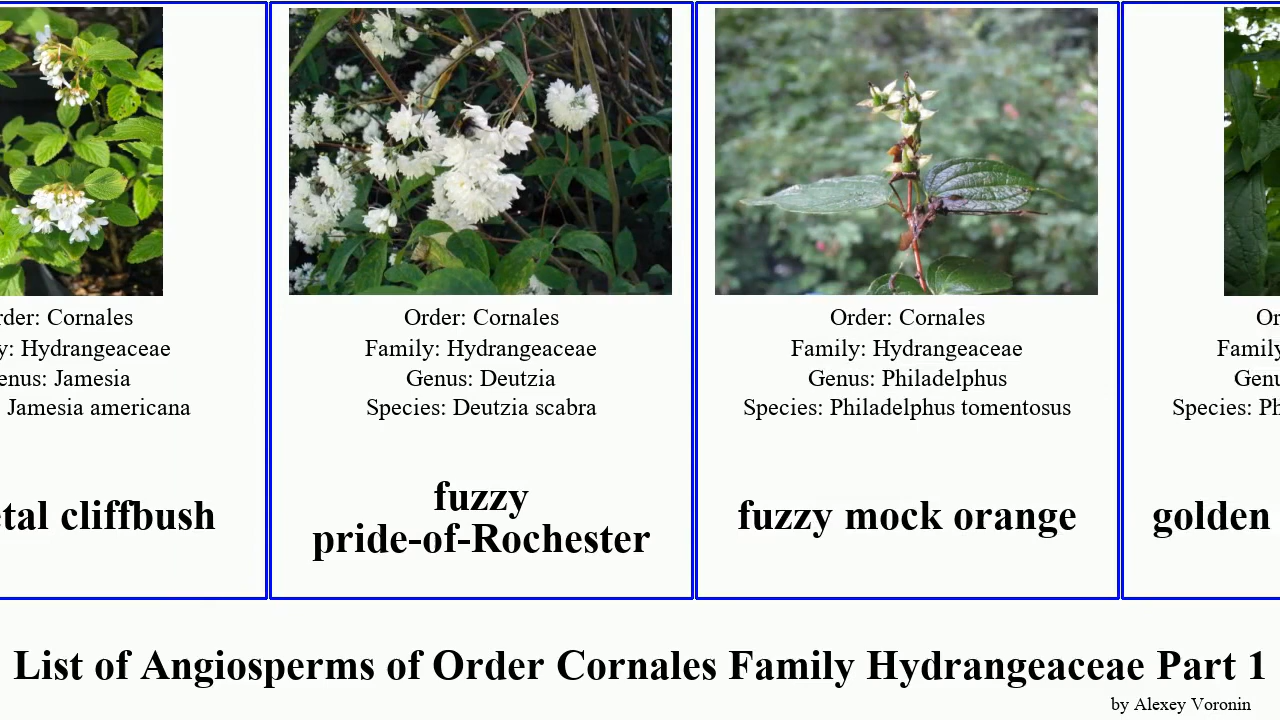 rder: Cornales
y: Hydrangeaceae
enus: Jamesia
Jamesia americana
etal cliffbush
Order: Cornales
Family: Hydrangeaceae
Genus: Deutzia
Species: Deutzia scabra
fuzzy
pride-of-Rochester
Order: Cornales
Family: Hydrangeaceae
Genus: Philadelphus
Species: Philadelphus tomentosus
fuzzy mock orange
Or
Family
Genu
Species: Ph
golden
List of Angiosperms of Order Cornales Family Hydrangeaceae Part 1
by Alexey Voronin